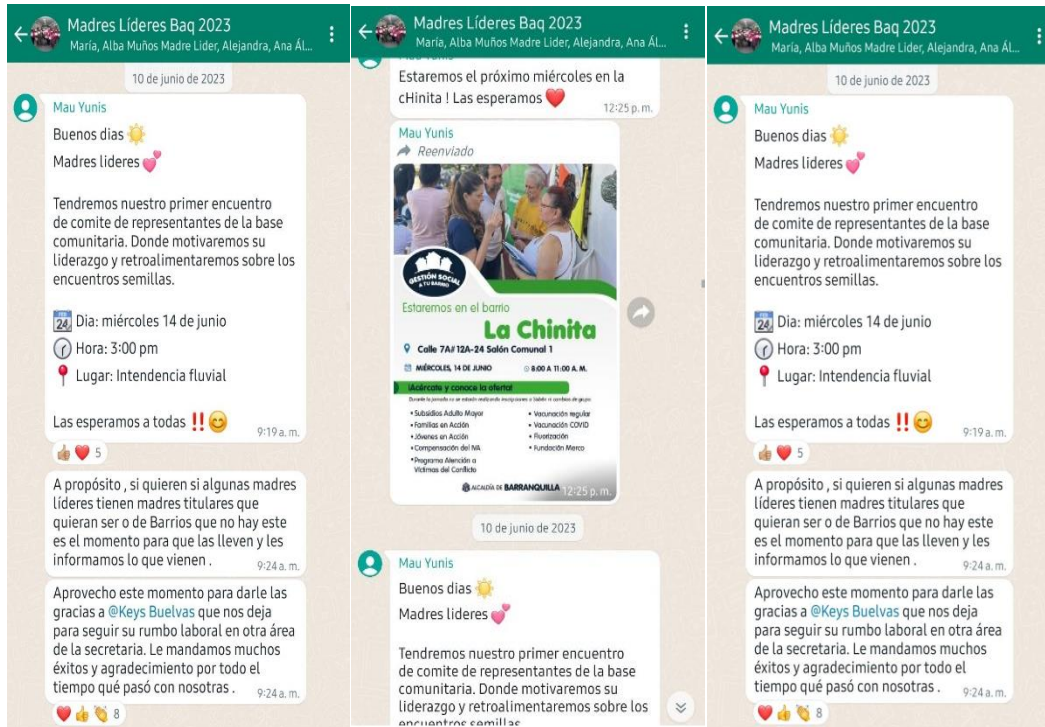 Madres Líderes Baq 2023
María, Alba Muños Madre Lider, Alejandra, Ana Ál...
10 de junio de 2023
Mau Yunis
Buenos dias
Madres lideres
Tendremos nuestro primer encuentro
de comite de representantes de la base
comunitaria. Donde motivaremos su
liderazgo y retroalimentaremos sobre los
encuentros semillas.
24 Dia: miércoles 14 de junio
Hora: 3:00 pm
Lugar: Intendencia fluvial
Las esperamos a todas ‼️😊
9:19 a. m.
5
A propósito , si quieren si algunas madres
líderes tienen madres titulares que
quieran ser o de Barrios que no hay este
es el momento para que las lleven y les
informamos lo que vienen .
9:24 a. m.
Aprovecho este momento para darle las
gracias a @Keys Buelvas que nos deja
para seguir su rumbo laboral en otra área
de la secretaria. Le mandamos muchos
éxitos y agradecimiento por todo el
tiempo qué pasó con nosotras .
9:24 a. m.
8
Madres Líderes Baq 2023
María, Alba Muños Madre Lider, Alejandra, Ana Ál...
Estaremos el próximo miércoles en la
cHinita ! Las esperamos
12:25 p. m.
Mau Yunis
Reenviado
GESTIÓN SOCIAL
A TU BARRIO
Estaremos en el barrio
La Chinita
Calle 7A# 12A-24 Salón Comunal 1
MIÉRCOLES, 14 DE JUNIO
8:00 A 11:00 A. M.
¡Acércate y conoce la oferta!
Durante la jornada no se estarán realizando inscripciones a Sisbén ni cambios de grupo
• Subsidios Adulto Mayor
• Familias en Acción
• Jóvenes en Acción
• Compensación del IVA
• Programa Atención a
Víctimas del Conflicto
• Vacunación regular
• Vacunación COVID
• Fluorización
• Fundación Merco
ALCALDÍA DE BARRANQUILLA
12:25 p. m.
10 de junio de 2023
Mau Yunis
Buenos dias
Madres lideres
Tendremos nuestro primer encuentro
de comite de representantes de la base
comunitaria. Donde motivaremos su
liderazgo y retroalimentaremos sobre los
encuentros semillas.
Madres Líderes Baq 2023
María, Alba Muños Madre Lider, Alejandra, Ana Ál...
10 de junio de 2023
Mau Yunis
Buenos dias
Madres lideres
Tendremos nuestro primer encuentro
de comite de representantes de la base
comunitaria. Donde motivaremos su
liderazgo y retroalimentaremos sobre los
encuentros semillas.
24 Dia: miércoles 14 de junio
Hora: 3:00 pm
Lugar: Intendencia fluvial
Las esperamos a todas ‼️😊
9:19 a. m.
5
A propósito , si quieren si algunas madres
líderes tienen madres titulares que
quieran ser o de Barrios que no hay este
es el momento para que las lleven y les
informamos lo que vienen .
9:24 a. m.
Aprovecho este momento para darle las
gracias a @Keys Buelvas que nos deja
para seguir su rumbo laboral en otra área
de la secretaria. Le mandamos muchos
éxitos y agradecimiento por todo el
tiempo qué pasó con nosotras .
9:24 a. m.
8